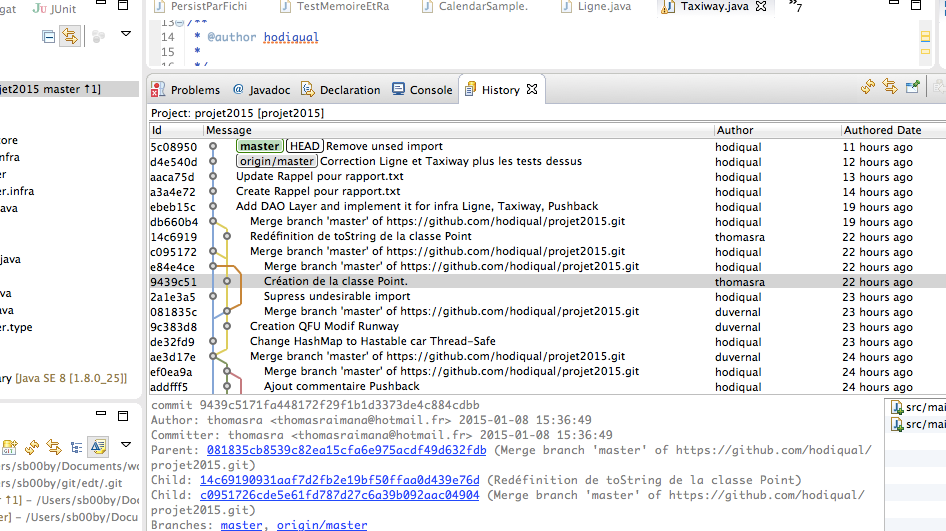 gat JUnit PersistParFichi TestMemoireEtRa CalendarSample. Ligne.java Taxiway.java »7
13 /**
14 * @author hodiqual
15 *
16 */
jet2015 master ↑1]
ore
infra
er
er.infra
ava
.java
va
ava
er.type
ary [Java SE 8 [1.8.0_25]]
Problems @ Javadoc Declaration Console History
Project: projet2015 [projet2015]
Id Message Author Authored Date
5c08950 master HEAD Remove unsed import hodiqual 11 hours ago
d4e540d origin/master Correction Ligne et Taxiway plus les tests dessus hodiqual 12 hours ago
aaca75d Update Rappel pour rapport.txt hodiqual 13 hours ago
a3a4e72 Create Rappel pour rapport.txt hodiqual 14 hours ago
ebeb15c Add DAO Layer and implement it for infra Ligne, Taxiway, Pushback hodiqual 19 hours ago
db660b4 Merge branch 'master' of https://github.com/hodiqual/projet2015.git hodiqual 19 hours ago
14c6919 Redéfinition de toString de la classe Point thomasra 22 hours ago
c095172 Merge branch 'master' of https://github.com/hodiqual/projet2015.git hodiqual 22 hours ago
e84e4ce Merge branch 'master' of https://github.com/hodiqual/projet2015.git hodiqual 22 hours ago
9439c51 Création de la classe Point. thomasra 22 hours ago
2a1e3a5 Supress undesirable import hodiqual 23 hours ago
081835c Merge branch 'master' of https://github.com/hodiqual/projet2015.git duvernal 23 hours ago
9c383d8 Creation QFU Modif Runway duvernal 23 hours ago
de32fd9 Change HashMap to Hastable car Thread-Safe hodiqual 23 hours ago
ae3d17e Merge branch 'master' of https://github.com/hodiqual/projet2015.git duvernal 24 hours ago
ef0ea9a Merge branch 'master' of https://github.com/hodiqual/projet2015.git hodiqual 24 hours ago
addfff5 Ajout commentaire Pushback hodiqual 24 hours ago
commit 9439c5171fa448172f29f1b1d3373de4c884cdbb
Author: thomasra <thomasraimana@hotmail.fr> 2015-01-08 15:36:49
Committer: thomasra <thomasraimana@hotmail.fr> 2015-01-08 15:36:49
Parent: 081835cb8539c82ea15cfa6e975acdf49d632fdb (Merge branch 'master' of https://github.com/hodiqual/
projet2015.git)
Child: 14c69190931aaf7d2fb2e19bf50ffaa0d439e76d (Redéfinition de toString de la classe Point)
Child: c0951726cde5e61fd787d27c6a39b092aac04904 (Merge branch 'master' of https://github.com/hodiqual/
projet2015.git)
Branches: master, origin/master
src/mai
src/mai
GIT
ers/sb00by/Documents/wo
ers/sb00by/git/edt/.git
r ↑1] – /Users/sb00by/
] – /Users/sb00by/Docu